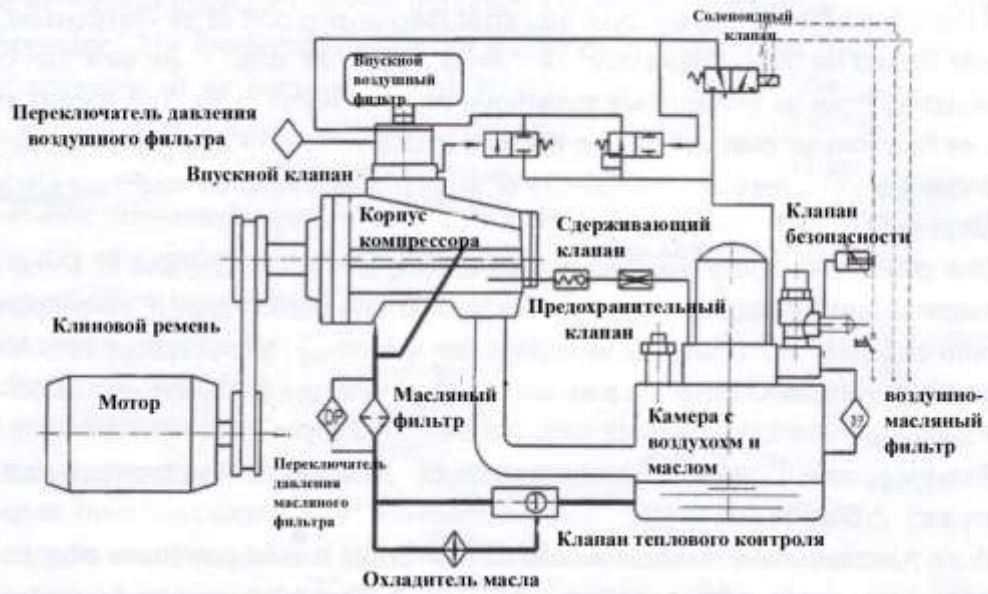 Соленоидный
клапан
Впускной
воздушный
фильтр
Переключатель давления
воздушного фильтра
Впускной клапан
Корпус
компрессора
Сдерживающий
клапан
Клапан
безопасности
Предохранительный
клапан
Клиновой ремень
Мотор
Масляный
фильтр
Камера с
воздухохм и
маслом
воздушно-
масляный
фильтр
Переключатель
давления
масляного
фильтра
Клапан теплового контроля
Охладитель масла